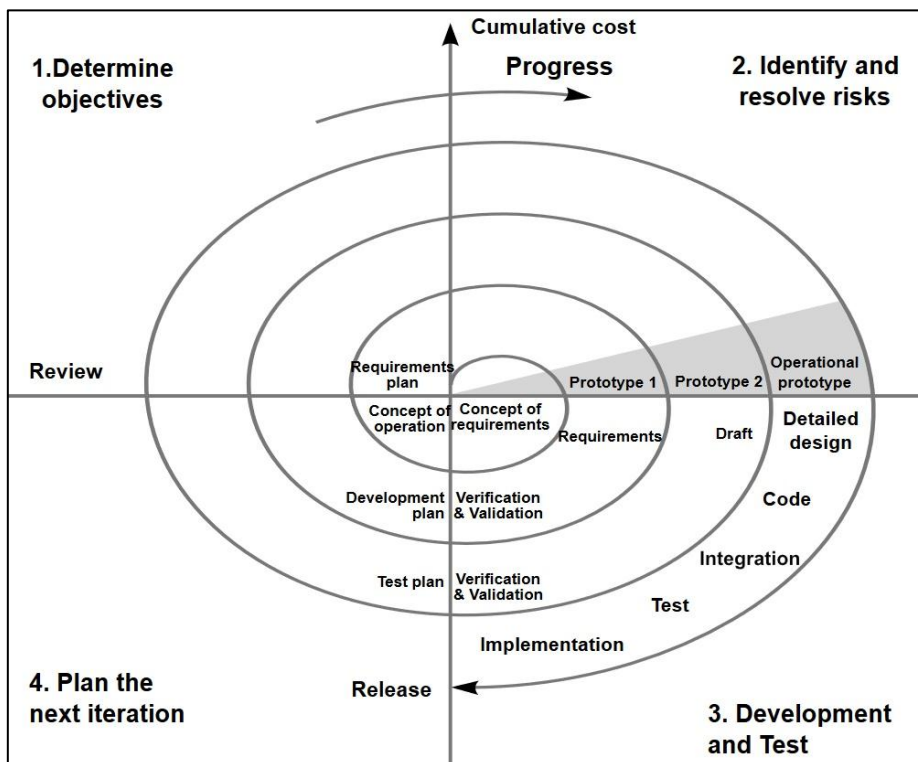 Cumulative cost
Progress
1.Determine
objectives
2. Identify and
resolve risks
Review
Requirements
plan
Prototype 1
Prototype 2
Operational
prototype
Concept of
operation
Concept of
requirements
Requirements
Draft
Detailed
design
Development
plan
Verification
& Validation
Code
Integration
Test plan
Verification
& Validation
Test
Implementation
Release
4. Plan the
next iteration
3. Development
and Test